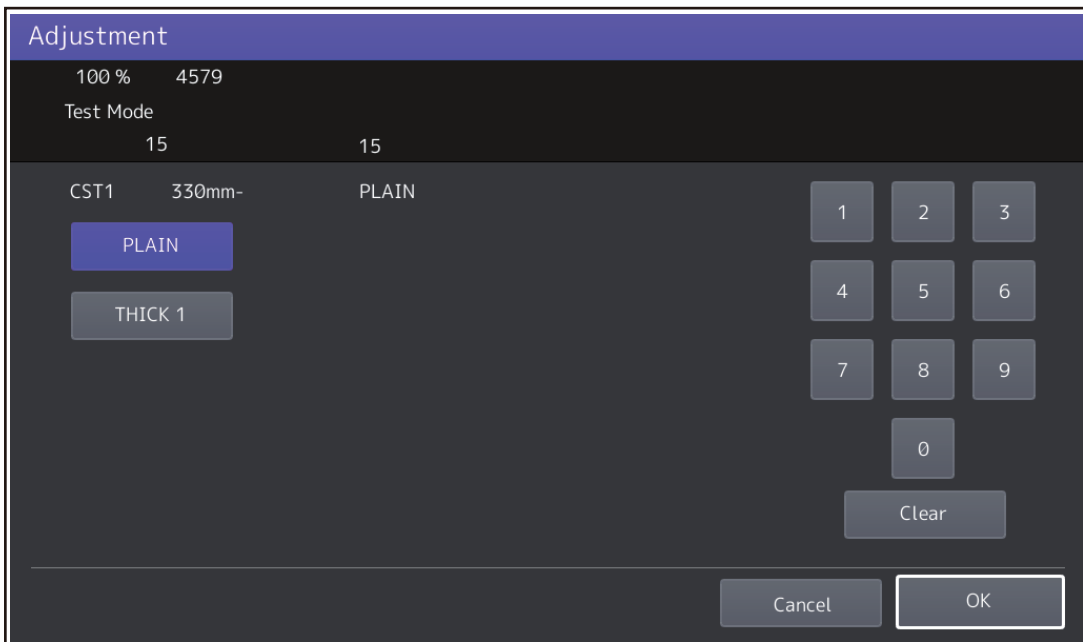 Adjustment
100 % 4579
Test Mode
15 15
CST1 330mm- PLAIN
PLAIN
THICK 1
1 2 3
4 5 6
7 8 9
0
Clear
Cancel OK